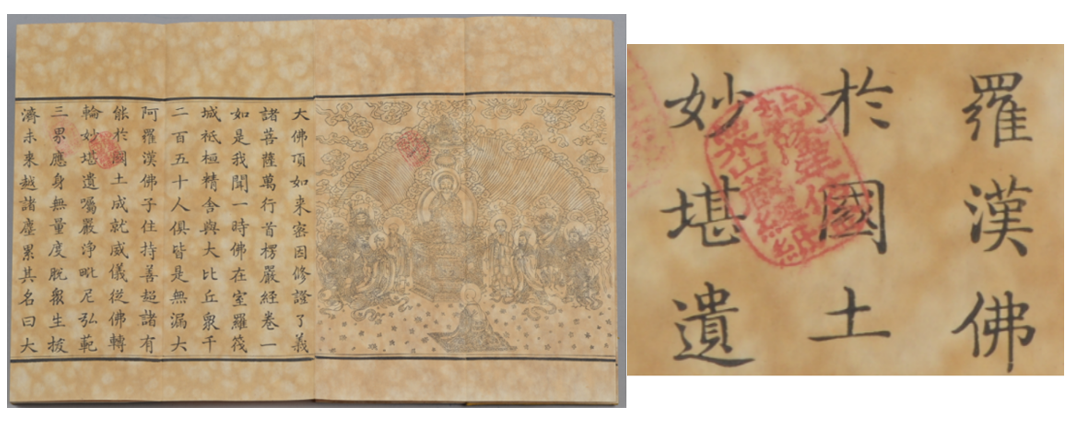 大佛頂如來密因修證了義
諸菩薩萬行首楞嚴經卷一
如是我聞一時佛在室羅筏
城祇桓精舍與大比丘衆千
二百五十人俱皆是無漏大
阿羅漢佛子住持善超諸有
能於國土成就威儀從佛轉
輪妙堪遺囑嚴淨毗尼弘範
三界應身無量度脫衆生拔
濟未來越諸塵累其名曰大
羅漢佛
於國土
妙堪遺
乾隆年仿
金粟山藏經紙